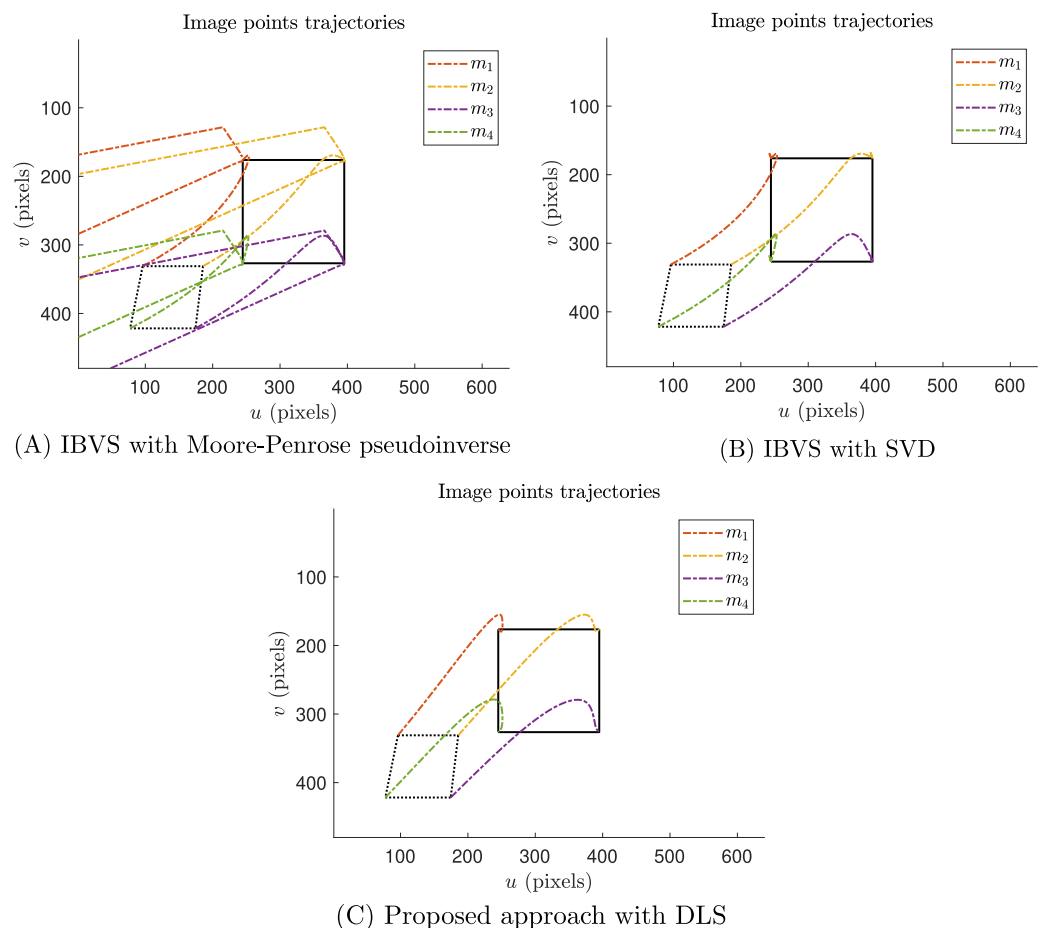 Image points trajectories
m1
m2
m3
m4
100
200
300
400
v (pixels)
100 200 300 400 500 600
u (pixels)
(A) IBVS with Moore-Penrose pseudoinverse
Image points trajectories
m1
m2
m3
m4
100
200
300
400
v (pixels)
100 200 300 400 500 600
u (pixels)
(B) IBVS with SVD
Image points trajectories
m1
m2
m3
m4
100
200
300
400
v (pixels)
100 200 300 400 500 600
u (pixels)
(C) Proposed approach with DLS